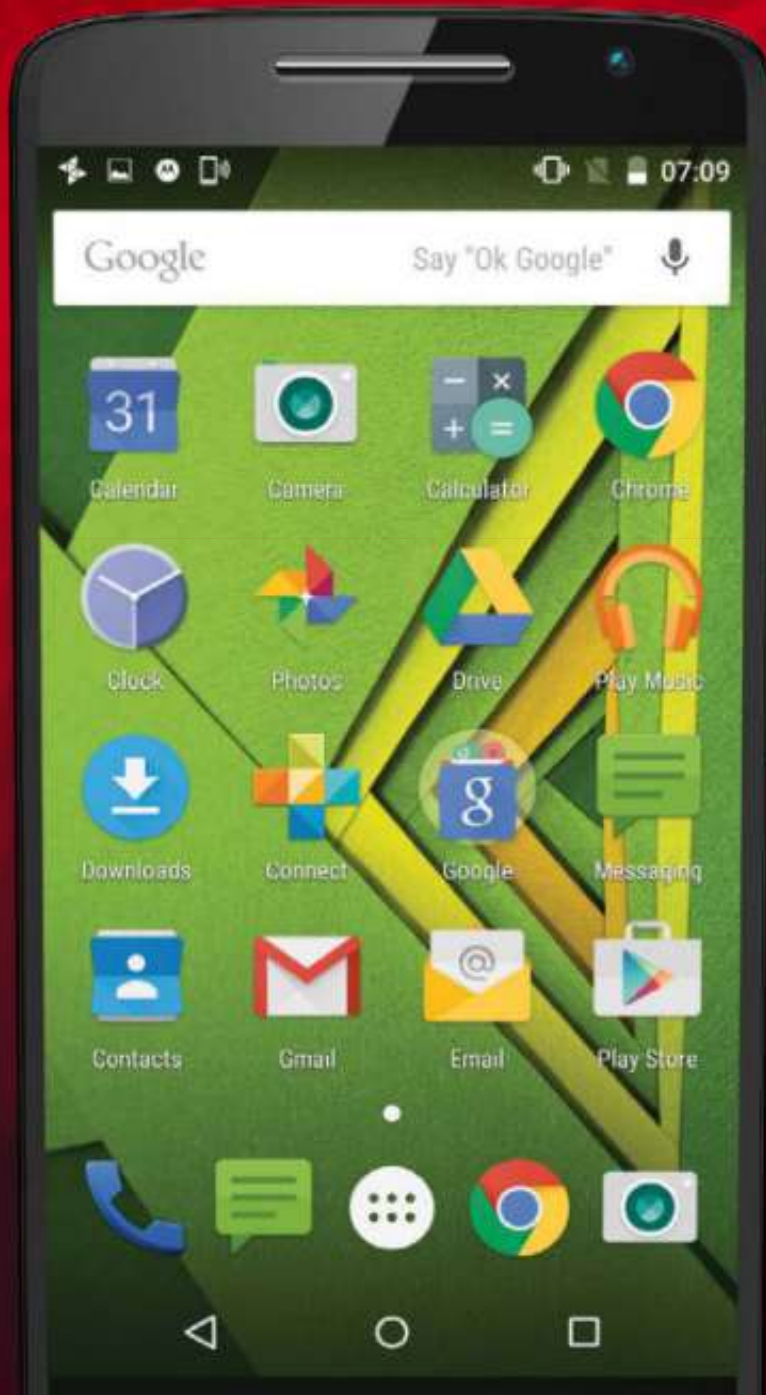 07:09
Google Say "Ok Google"
31
Calendar Camera Calculator Chrome
Clock Photos Drive Play Music
Downloads Connect g Google Messaging
Contacts Gmail @ Email Play Store